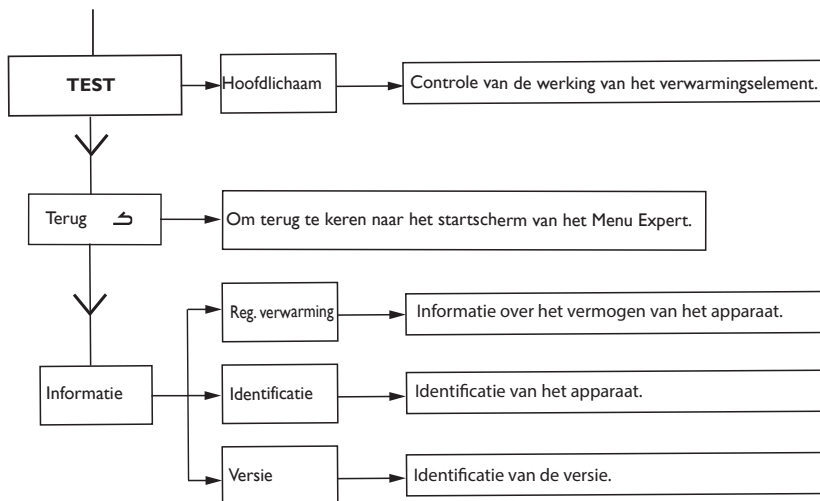 TEST
Hoofdlichaam
Controle van de werking van het verwarmingselement.
Terug
Om terug te keren naar het startscherm van het Menu Expert.
Reg. verwarming
Informatie over het vermogen van het apparaat.
Informatie
Identificatie
Identificatie van het apparaat.
Versie
Identificatie van de versie.